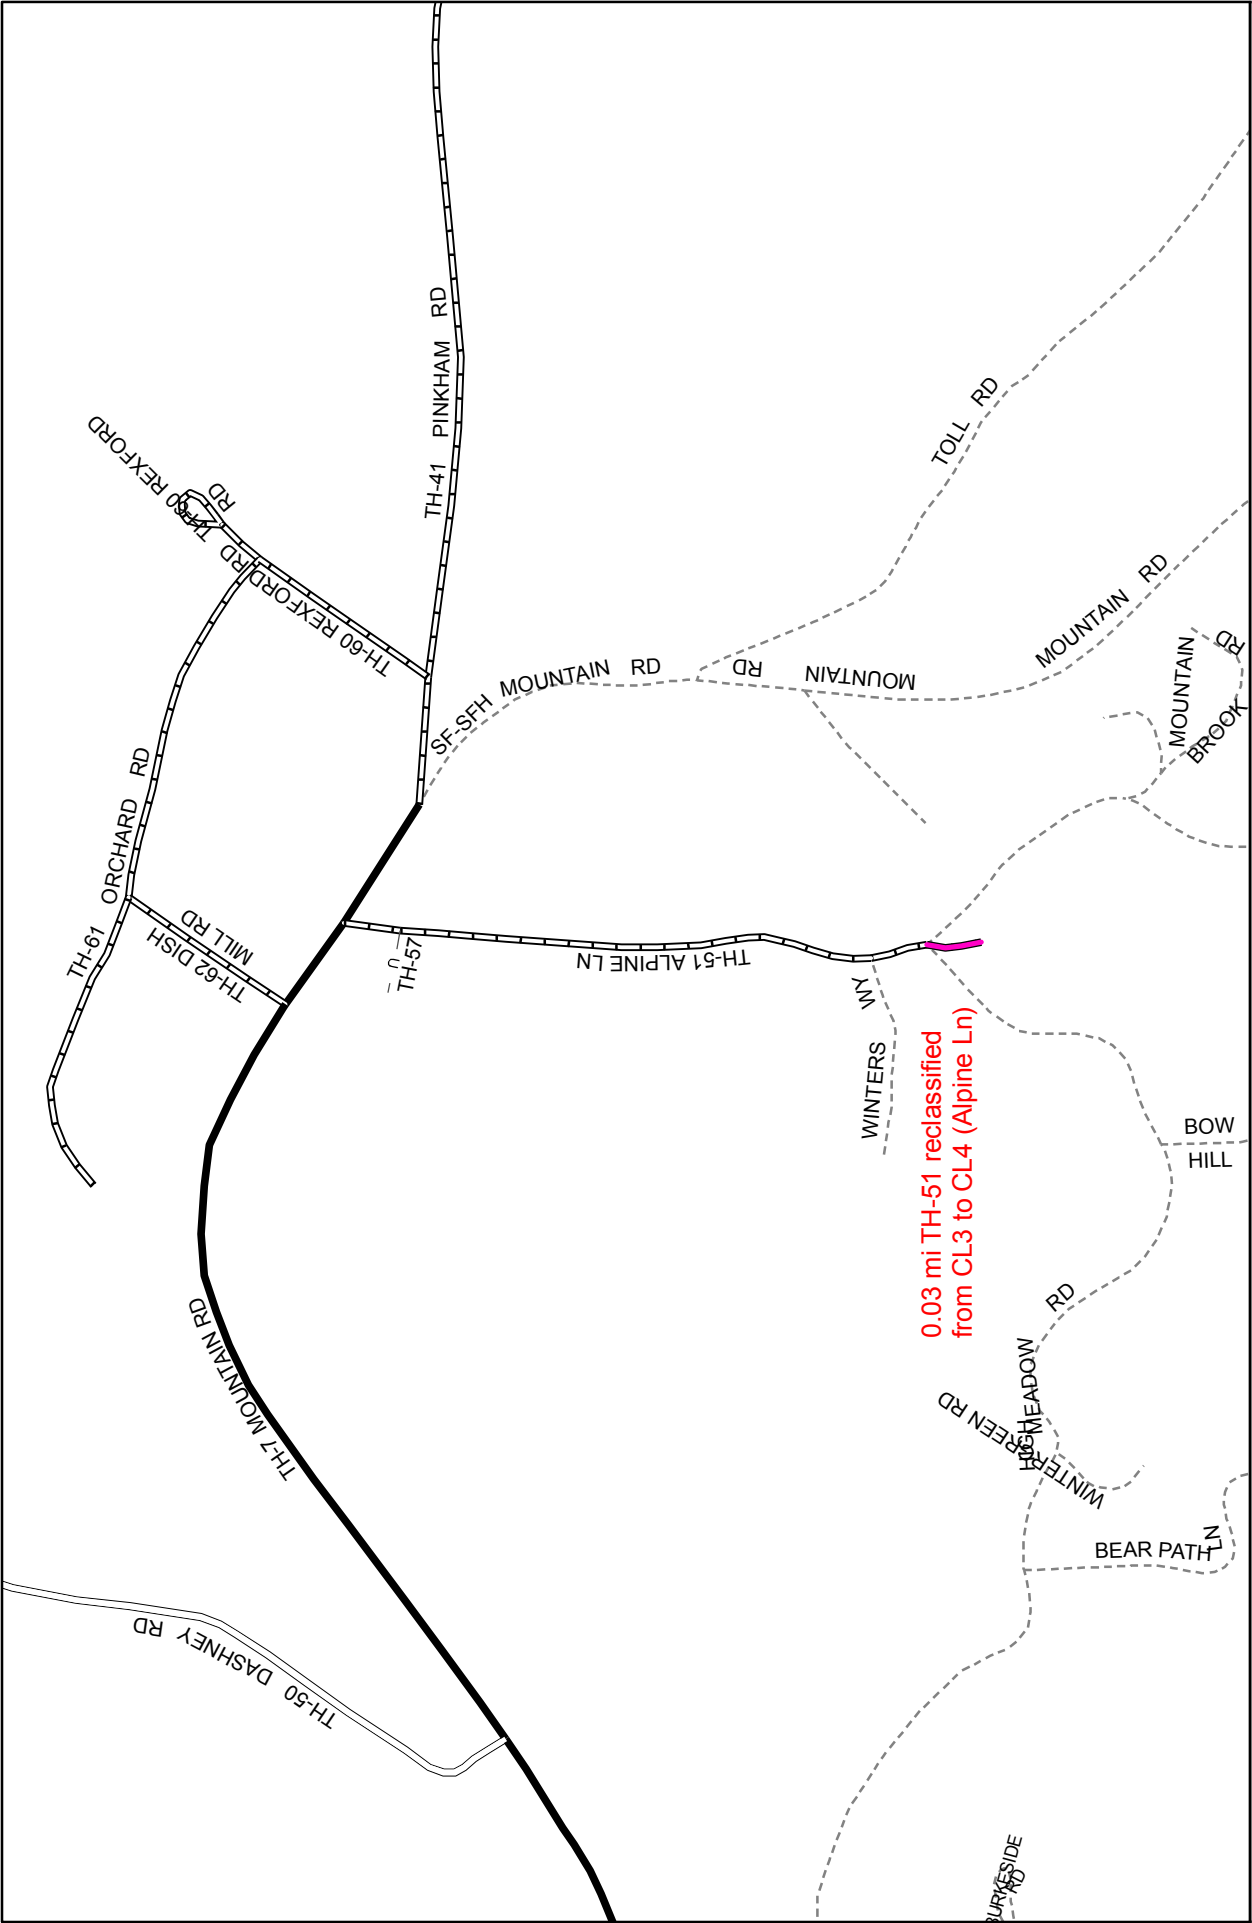 TH-41 PINKHAM RD
TH-60 REXFORD RD
TH-60 REXFORD RD
TH-61 ORCHARD RD
TH-62 DISH MILL RD
SF-SFH MOUNTAIN RD
TOLL RD
MOUNTAIN RD
MOUNTAIN RD
MOUNTAIN BROOK RD
TH-51 ALPINE LN
TH-57
WINTERS WY
0.03 mi TH-51 reclassified
from CL3 to CL4 (Alpine Ln)
BOW
HILL
HIGH MEADOW RD
WINTERGREEN RD
BEAR PATH LN
TH-7 MOUNTAIN RD
TH-50 DASHNEY RD
BURKESIDE
RD